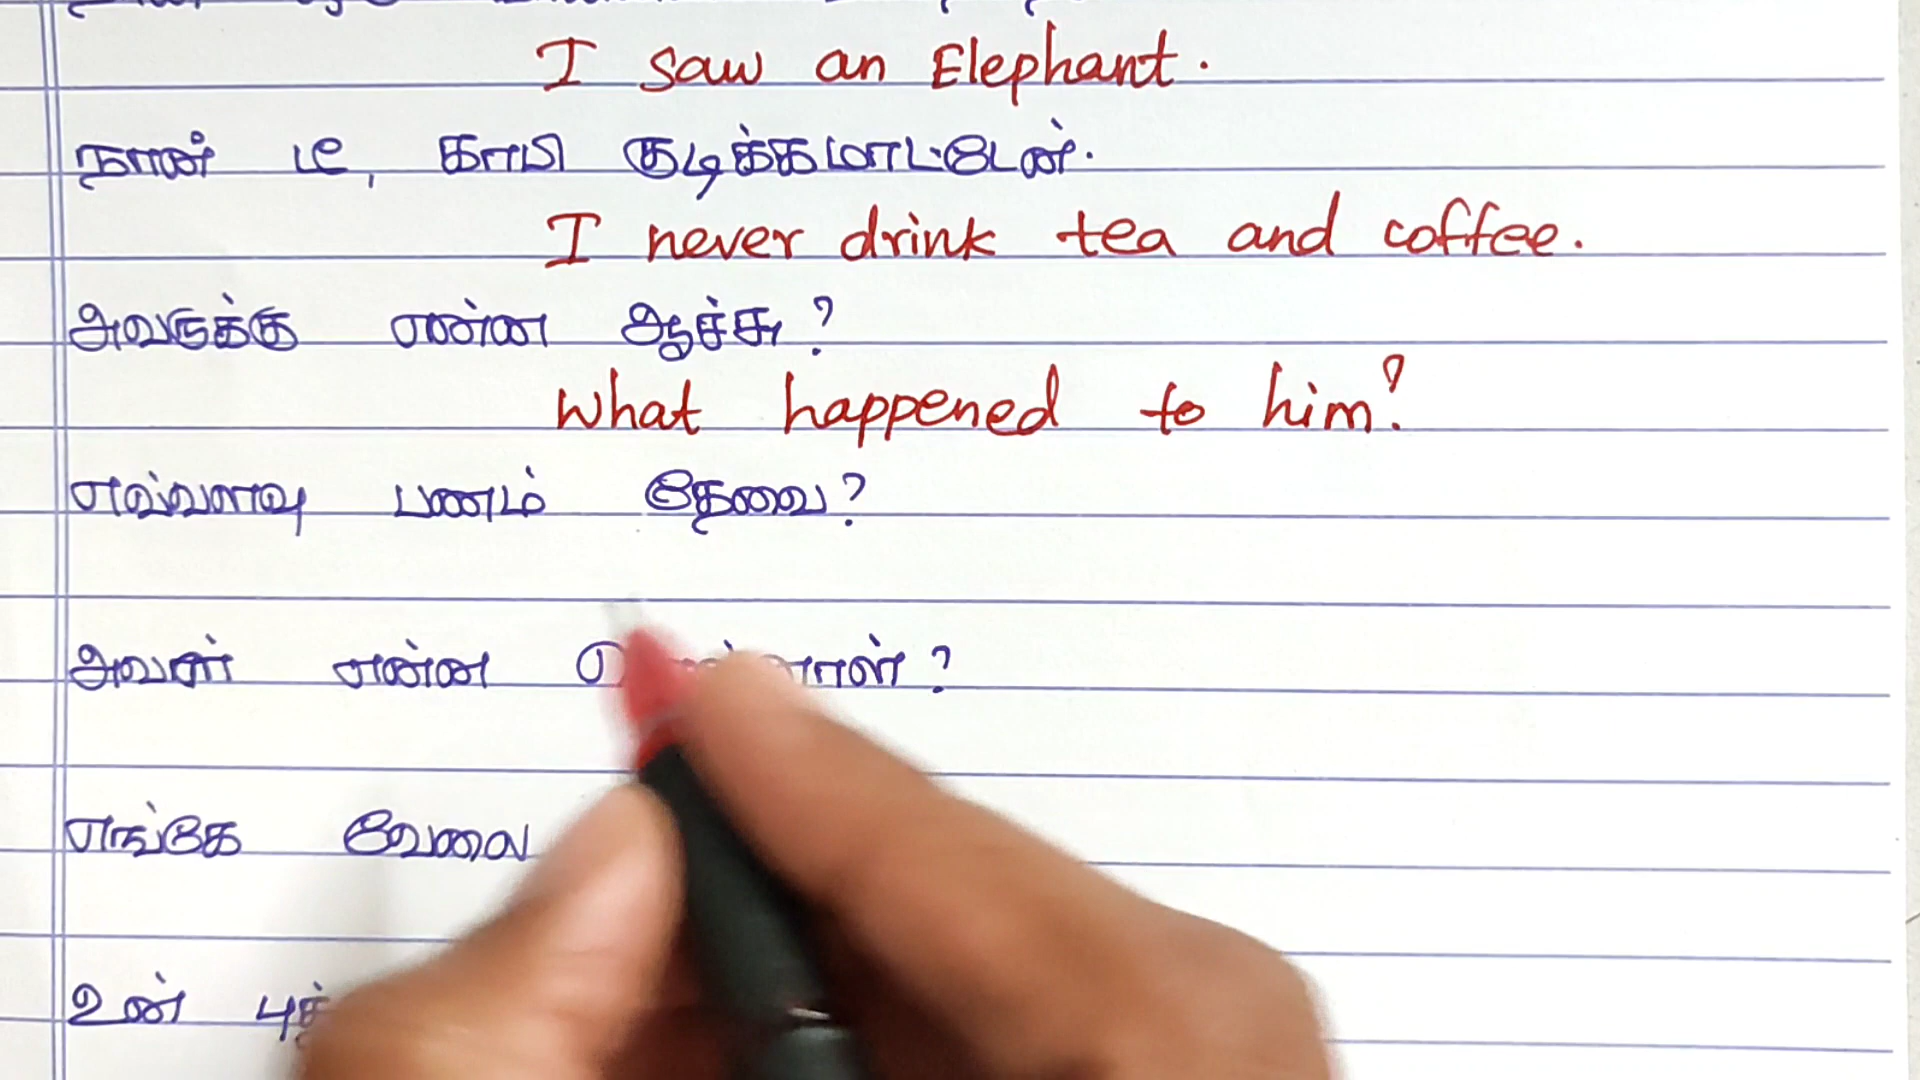 I saw an Elephant.
நான் டீ, காபி குடிக்கமாட்டேன்.
I never drink tea and coffee.
அவருக்கு என்ன ஆச்சு?
What happened to him?
எவ்வளவு பணம் தேவை?
அவன் என்ன
எங்கே வேலை
உன்